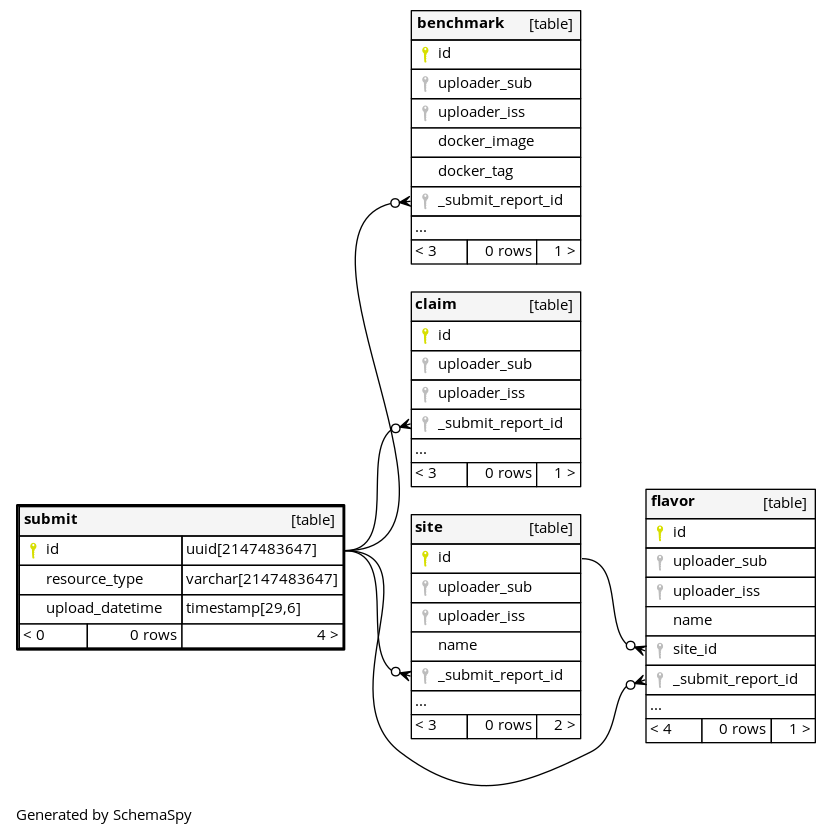 benchmark [table]
id
uploader_sub
uploader_iss
docker_image
docker_tag
_submit_report_id
...
< 3 0 rows 1 >
claim [table]
id
uploader_sub
uploader_iss
_submit_report_id
...
< 3 0 rows 1 >
submit [table]
id uuid[2147483647]
resource_type varchar[2147483647]
upload_datetime timestamp[29,6]
< 0 0 rows 4 >
site [table]
id
uploader_sub
uploader_iss
name
_submit_report_id
...
< 3 0 rows 2 >
flavor [table]
id
uploader_sub
uploader_iss
name
site_id
_submit_report_id
...
< 4 0 rows 1 >
Generated by SchemaSpy